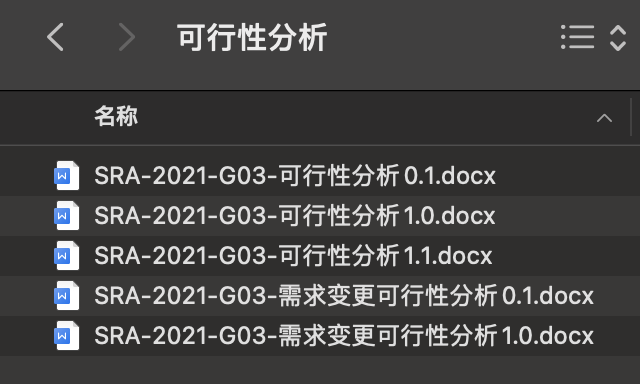 可行性分析
名称
SRA-2021-G03-可行性分析0.1.docx
SRA-2021-G03-可行性分析1.0.docx
SRA-2021-G03-可行性分析1.1.docx
SRA-2021-G03-需求变更可行性分析0.1.docx
SRA-2021-G03-需求变更可行性分析1.0.docx